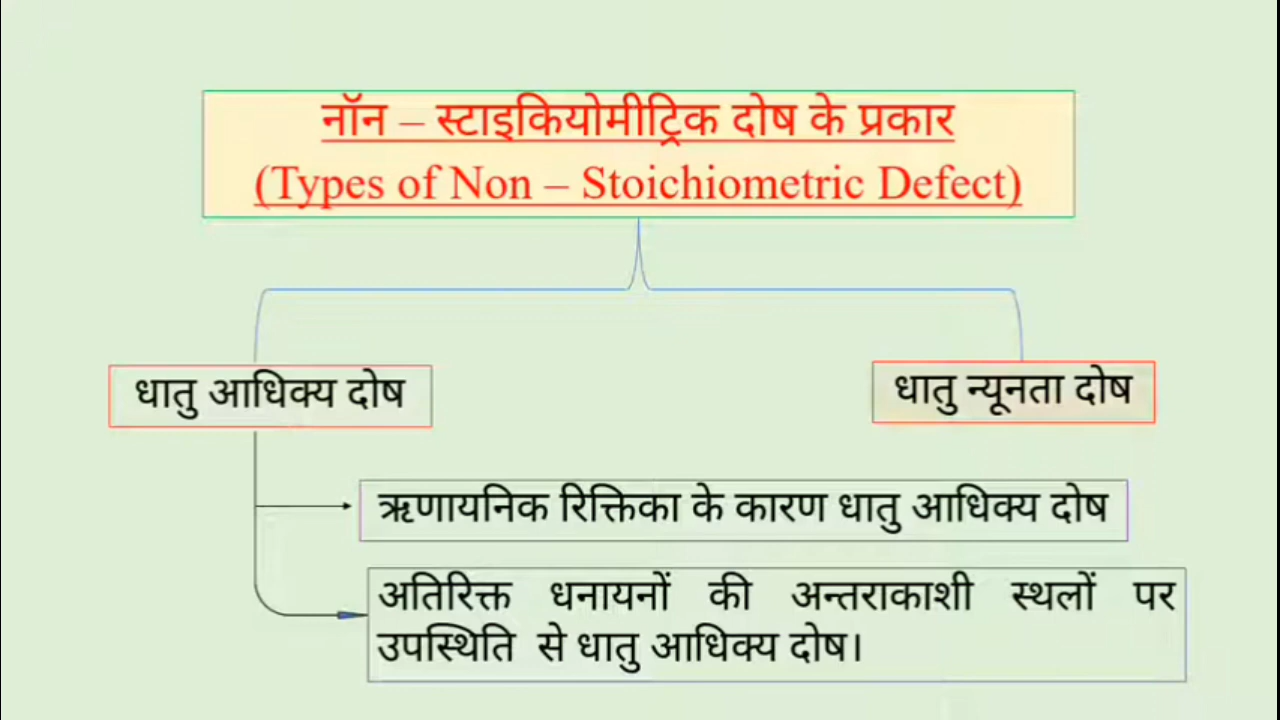 नॉन – स्टाइकियोमीट्रिक दोष के प्रकार
(Types of Non – Stoichiometric Defect)
धातु आधिक्य दोष
धातु न्यूनता दोष
ऋणायनिक रिक्तिका के कारण धातु आधिक्य दोष
अतिरिक्त धनायनों की अन्तराकाशी स्थलों पर
उपस्थिति से धातु आधिक्य दोष।